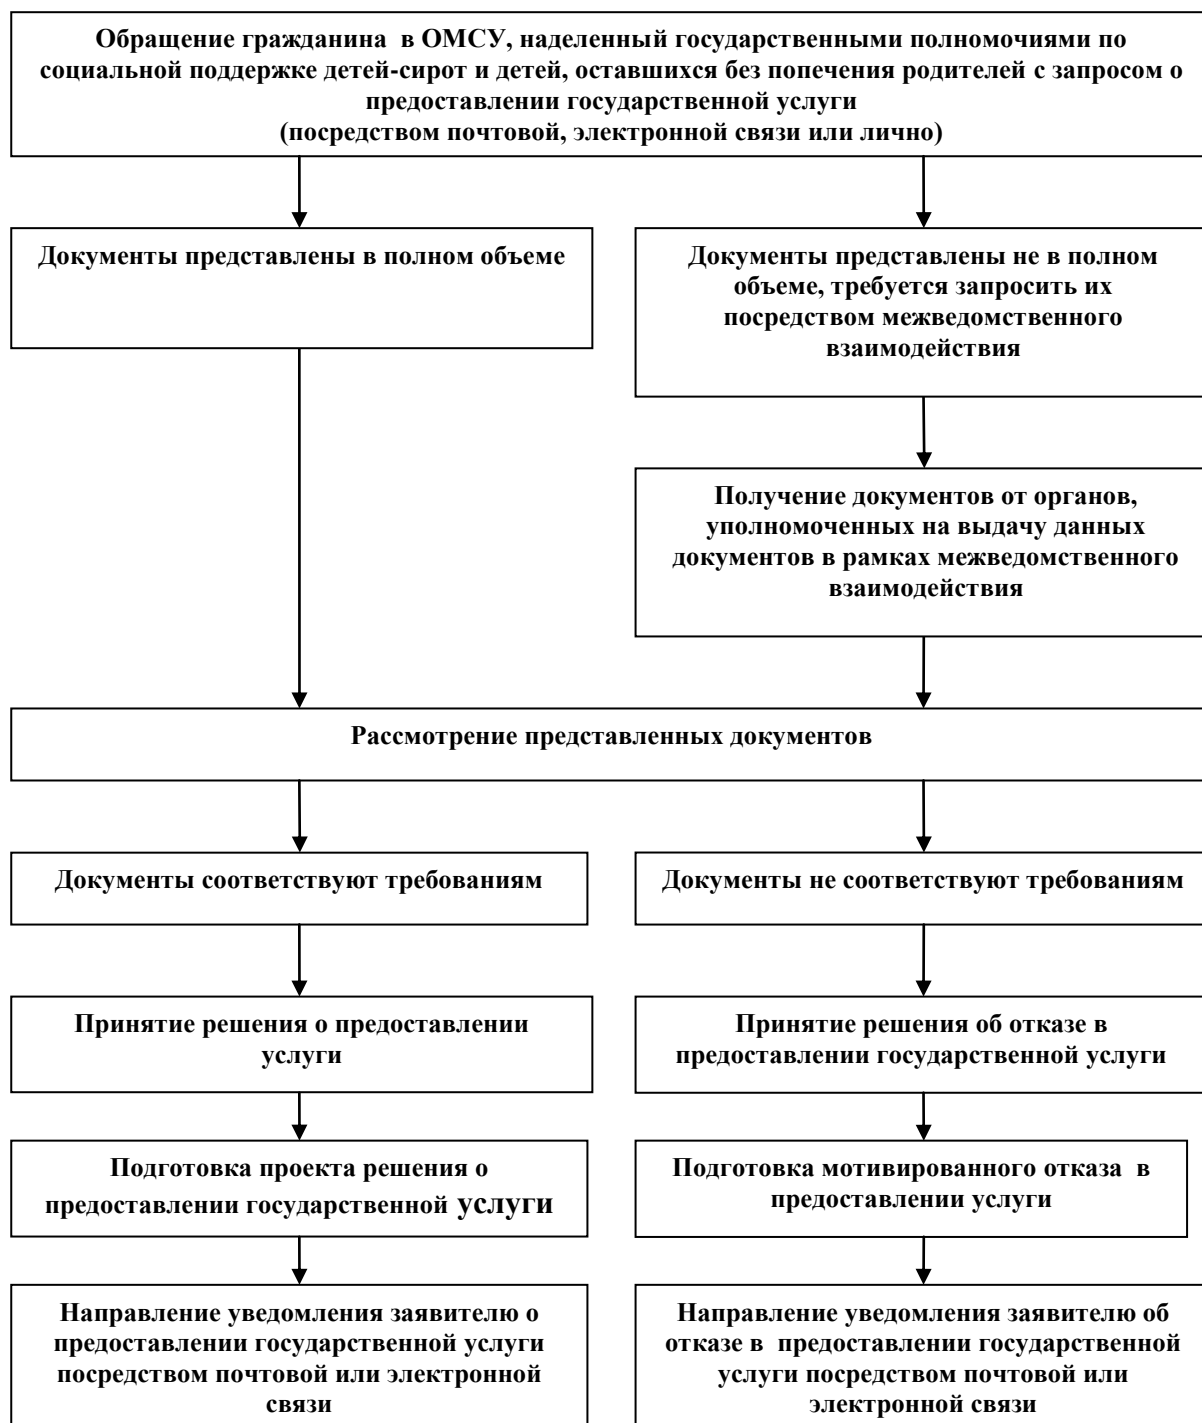 Обращение гражданина  в ОМСУ, наделенный государственными полномочиями по
социальной поддержке детей-сирот и детей, оставшихся без попечения родителей с запросом о
предоставлении государственной услуги
(посредством почтовой, электронной связи или лично)
Документы представлены в полном объеме
Документы представлены не в полном
объеме, требуется запросить их
посредством межведомственного
взаимодействия
Получение документов от органов,
уполномоченных на выдачу данных
документов в рамках межведомственного
взаимодействия
Рассмотрение представленных документов
Документы соответствуют требованиям
Документы не соответствуют требованиям
Принятие решения о предоставлении
услуги
Принятие решения об отказе в
предоставлении государственной услуги
Подготовка проекта решения о
предоставлении государственной услуги
Подготовка мотивированного отказа  в
предоставлении услуги
Направление уведомления заявителю о
предоставлении государственной услуги
посредством почтовой или электронной
связи
Направление уведомления заявителю об
отказе в  предоставлении государственной
услуги посредством почтовой или
электронной связи